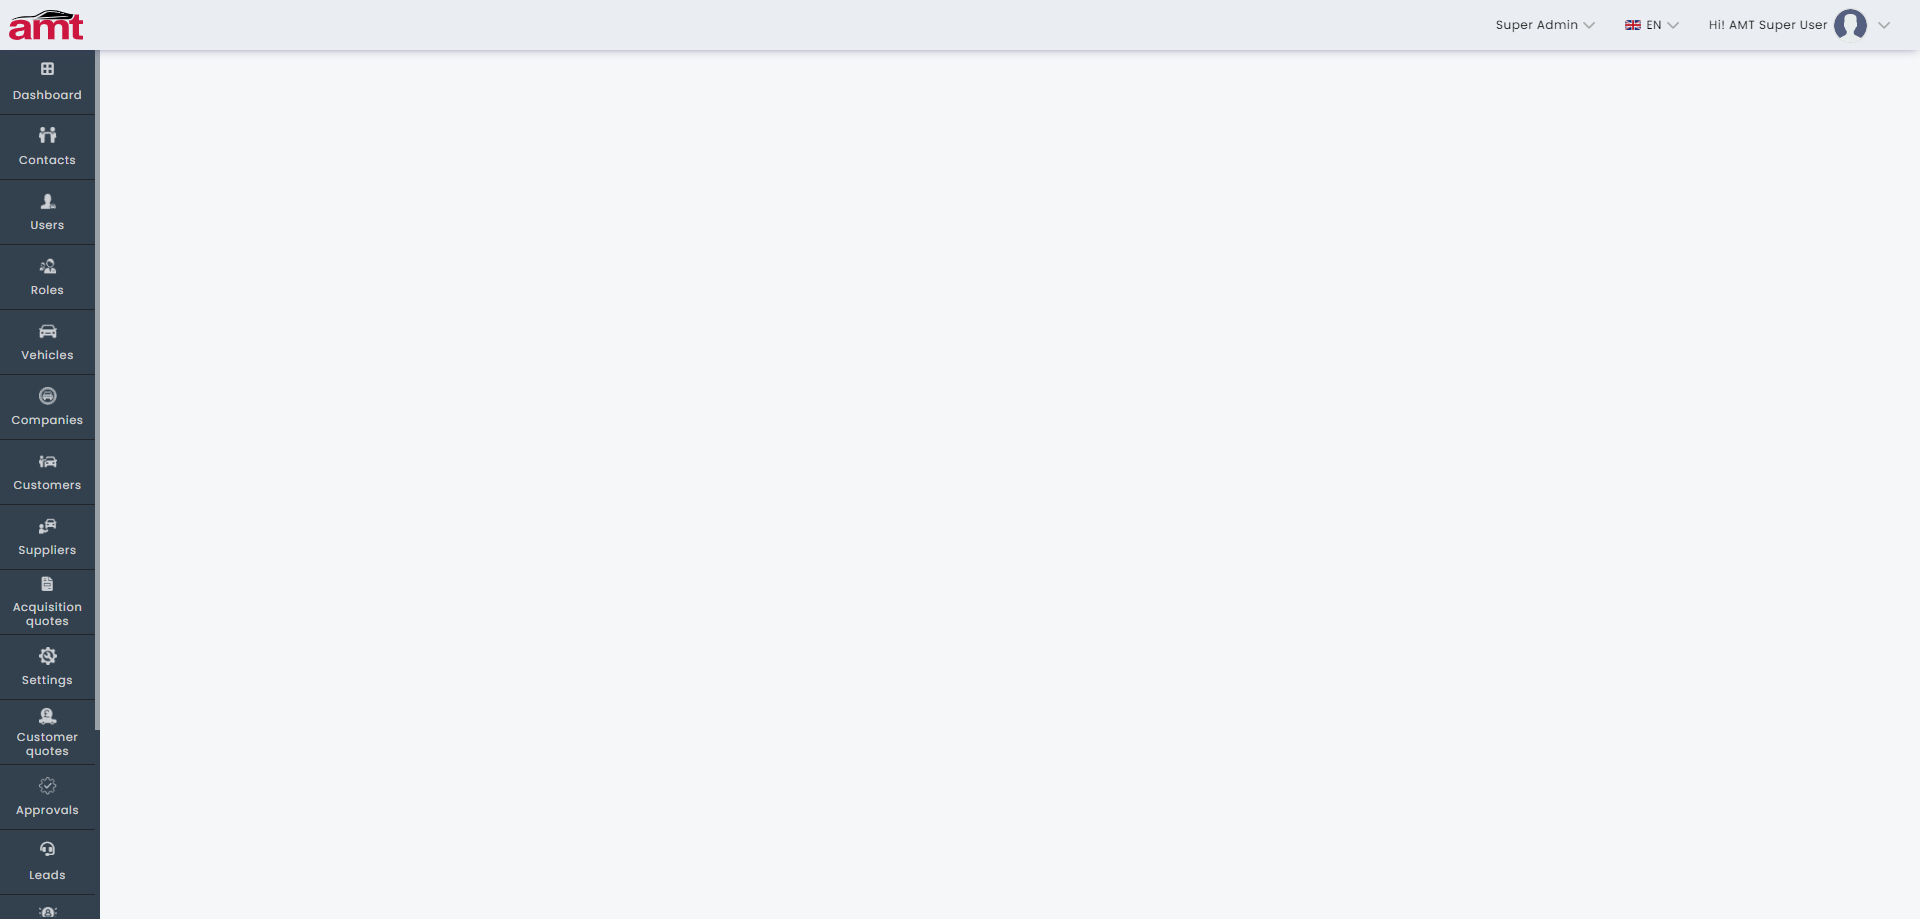 amt
Super Admin
EN
Hi! AMT Super User
Dashboard
Contacts
Users
Roles
Vehicles
Companies
Customers
Suppliers
Acquisition
quotes
Settings
Customer
quotes
Approvals
Leads